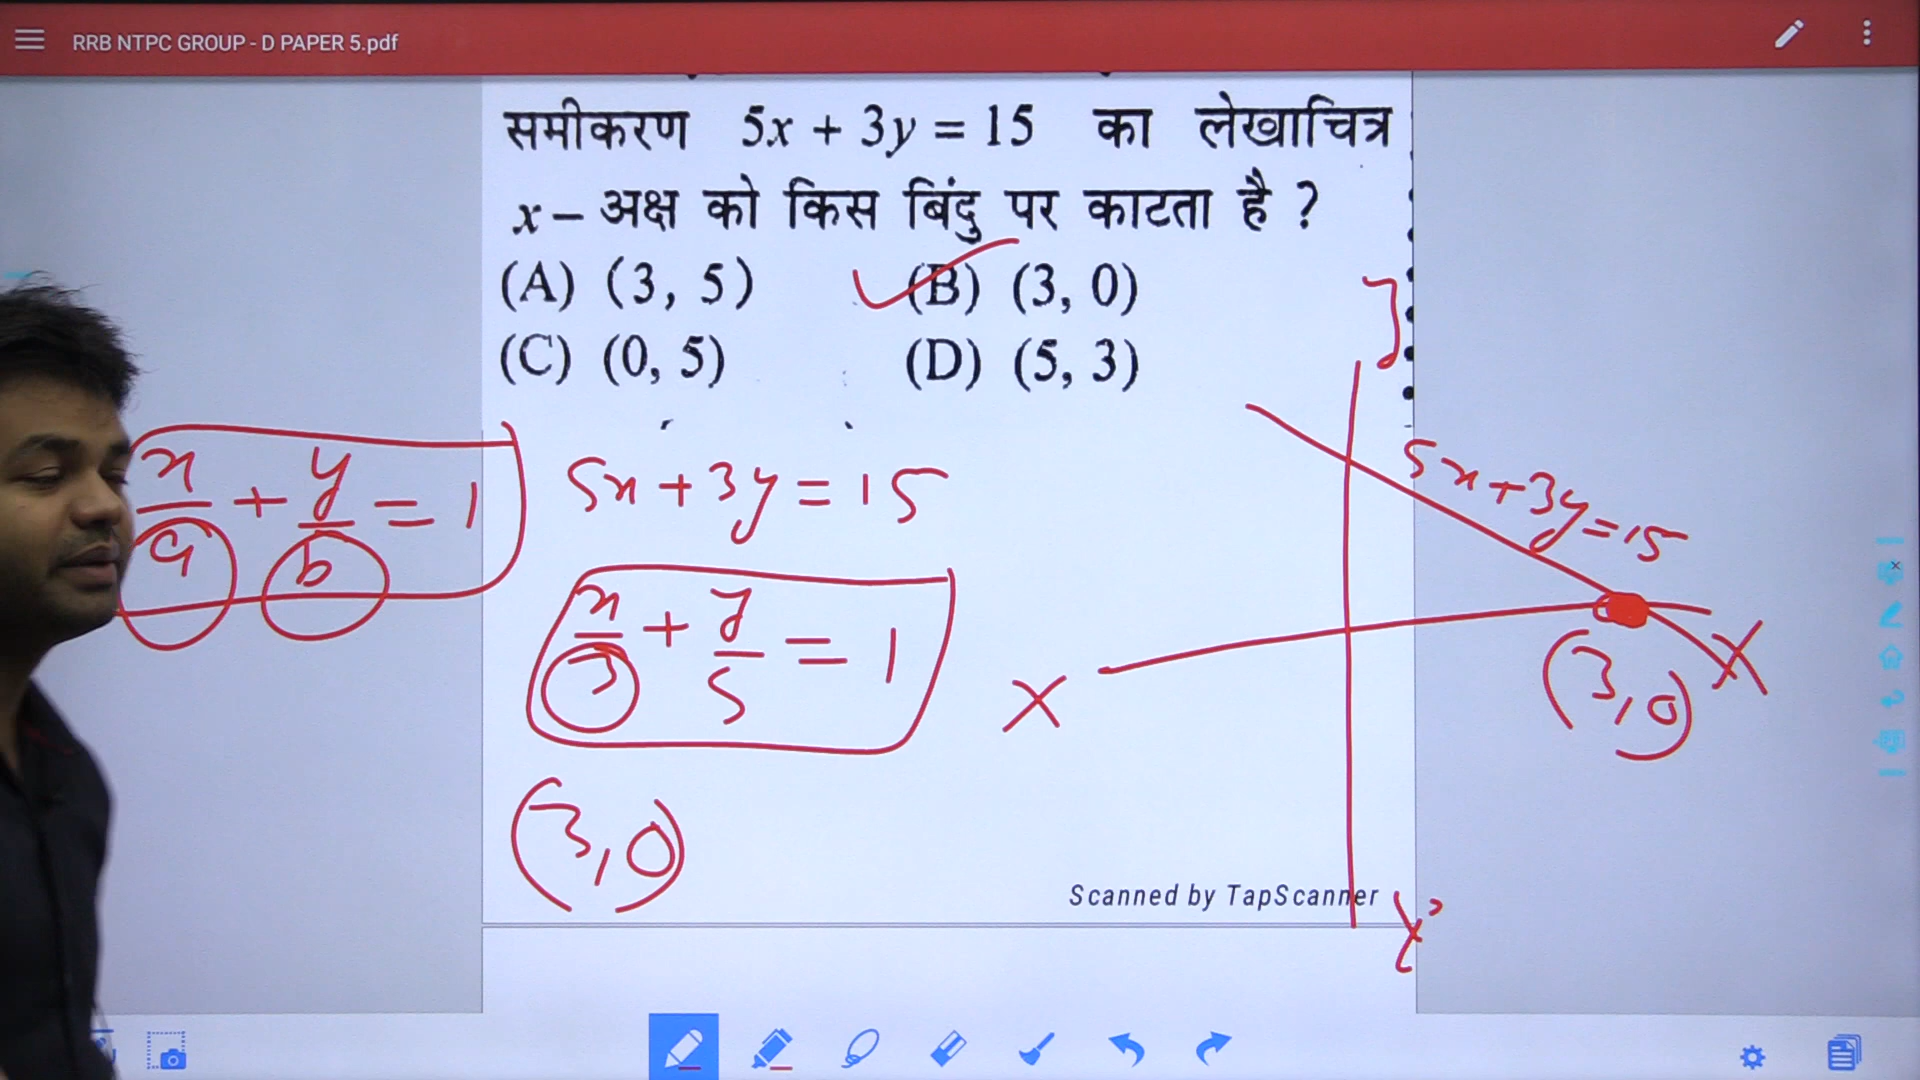 RRB NTPC GROUP - D PAPER 5.pdf
समीकरण 5x + 3y = 15 का लेखाचित्र
x – अक्ष को किस बिंदु पर काटता है ?
(A) (3, 5) (B) (3, 0)
(C) (0, 5) (D) (5, 3)
x/a + y/b = 1
5x + 3y = 15
x/3 + y/5 = 1
(3,0)
y
5x+3y=15
x
x
(3,0)
Scanned by TapScanner
y'